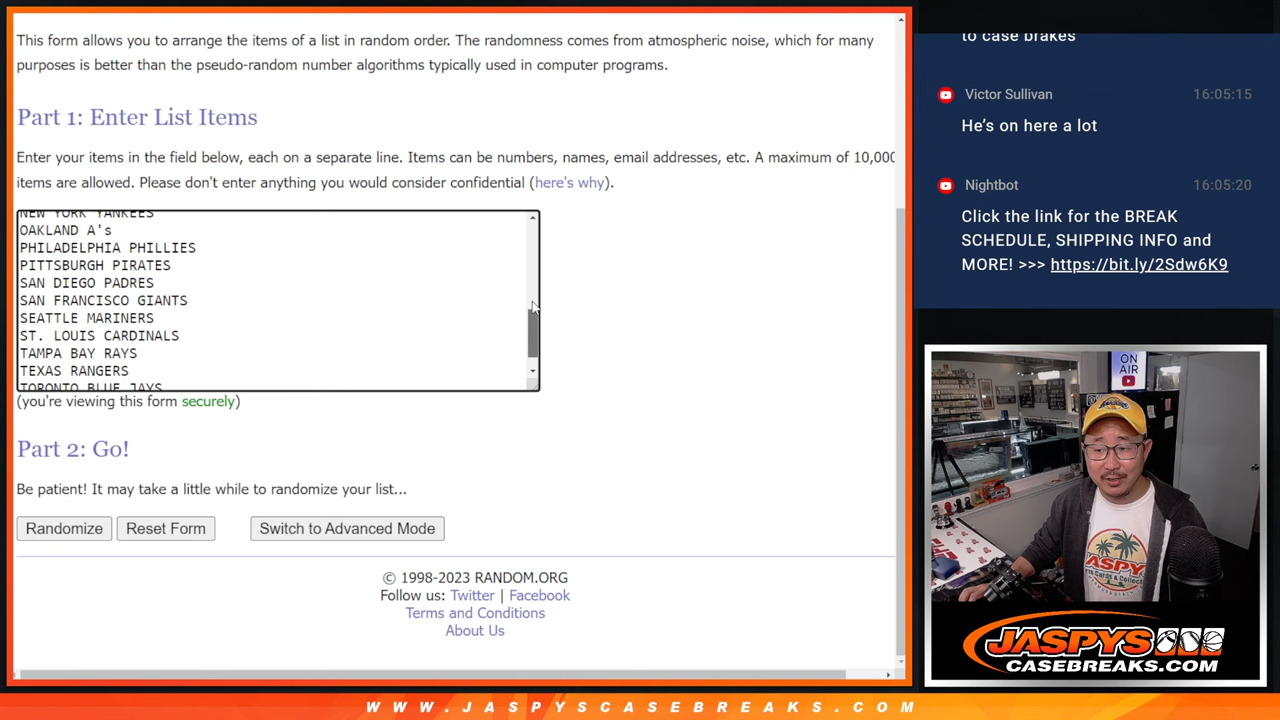 This form allows you to arrange the items of a list in random order. The randomness comes from atmospheric noise, which for many
purposes is better than the pseudo-random number algorithms typically used in computer programs.
Part 1: Enter List Items
Enter your items in the field below, each on a separate line. Items can be numbers, names, email addresses, etc. A maximum of 10,000
items are allowed. Please don't enter anything you would consider confidential (here's why).
NEW YORK YANKEES
OAKLAND A's
PHILADELPHIA PHILLIES
PITTSBURGH PIRATES
SAN DIEGO PADRES
SAN FRANCISCO GIANTS
SEATTLE MARINERS
ST. LOUIS CARDINALS
TAMPA BAY RAYS
TEXAS RANGERS
TORONTO BLUE JAYS
(you're viewing this form securely)
Part 2: Go!
Be patient! It may take a little while to randomize your list...
Randomize
Reset Form
Switch to Advanced Mode
© 1998-2023 RANDOM.ORG
Follow us: Twitter | Facebook
Terms and Conditions
About Us
to case brakes
Victor Sullivan 16:05:15
He's on here a lot
Nightbot 16:05:20
Click the link for the BREAK
SCHEDULE, SHIPPING INFO and
MORE! >>> https://bit.ly/2Sdw6K9
ON
AIR
JASPYS
JASPYS
CASEBREAKS.COM
WWW.JASPYSCASEBREAKS.COM